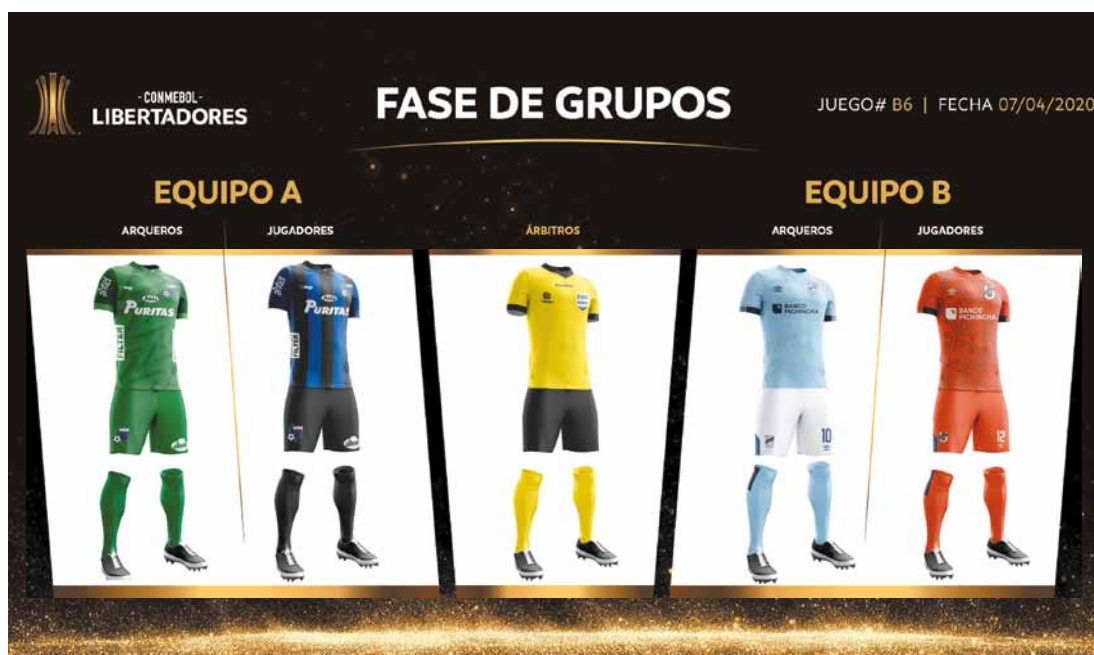 - CONMEBOL -
LIBERTADORES
FASE DE GRUPOS
JUEGO# B6 | FECHA 07/04/2020
EQUIPO A
EQUIPO B
ARQUEROS
JUGADORES
ÁRBITROS
ARQUEROS
JUGADORES
PURITAS
PURITAS
BANCO
PICHINCHA
BANCO
PICHINCHA
10
12